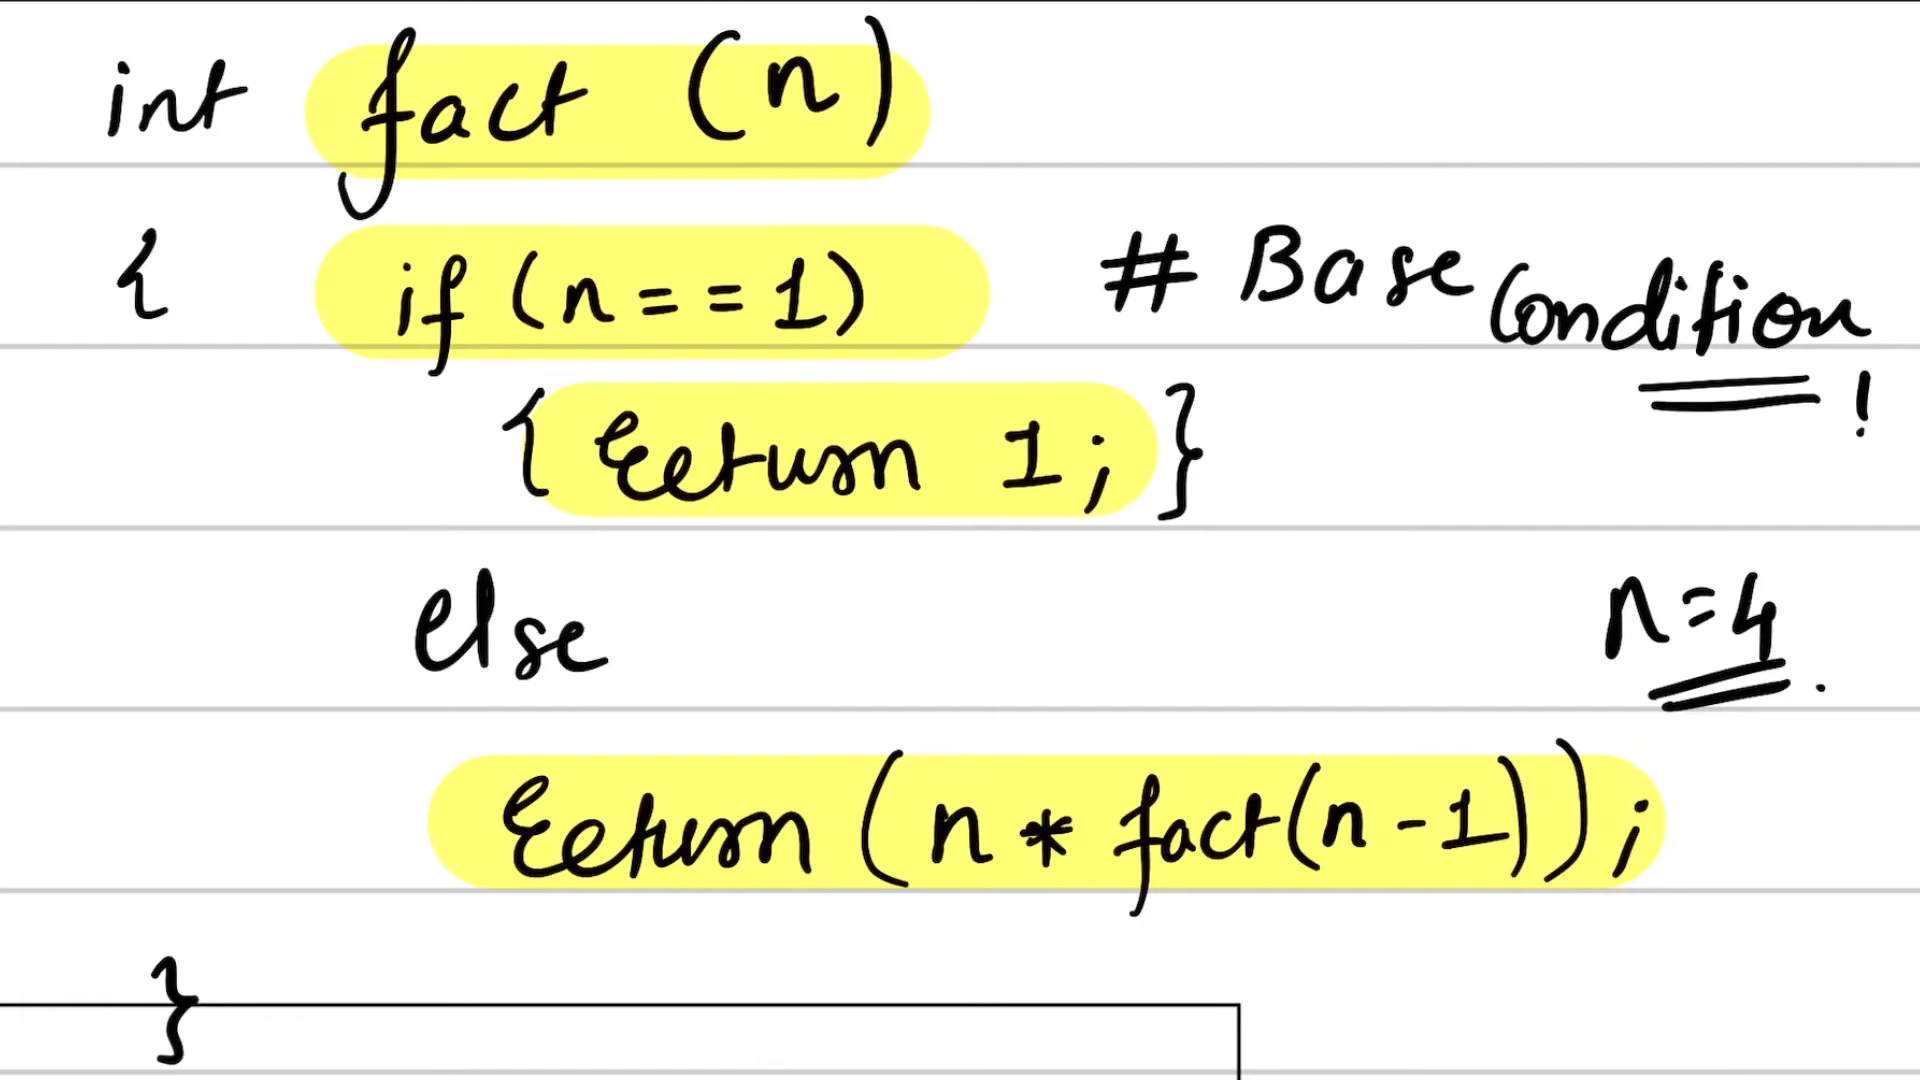 int fact (n)
{ if (n==1) # Base Condition !
{ return 1; }
else
n=4.
return (n * fact(n-1));
}